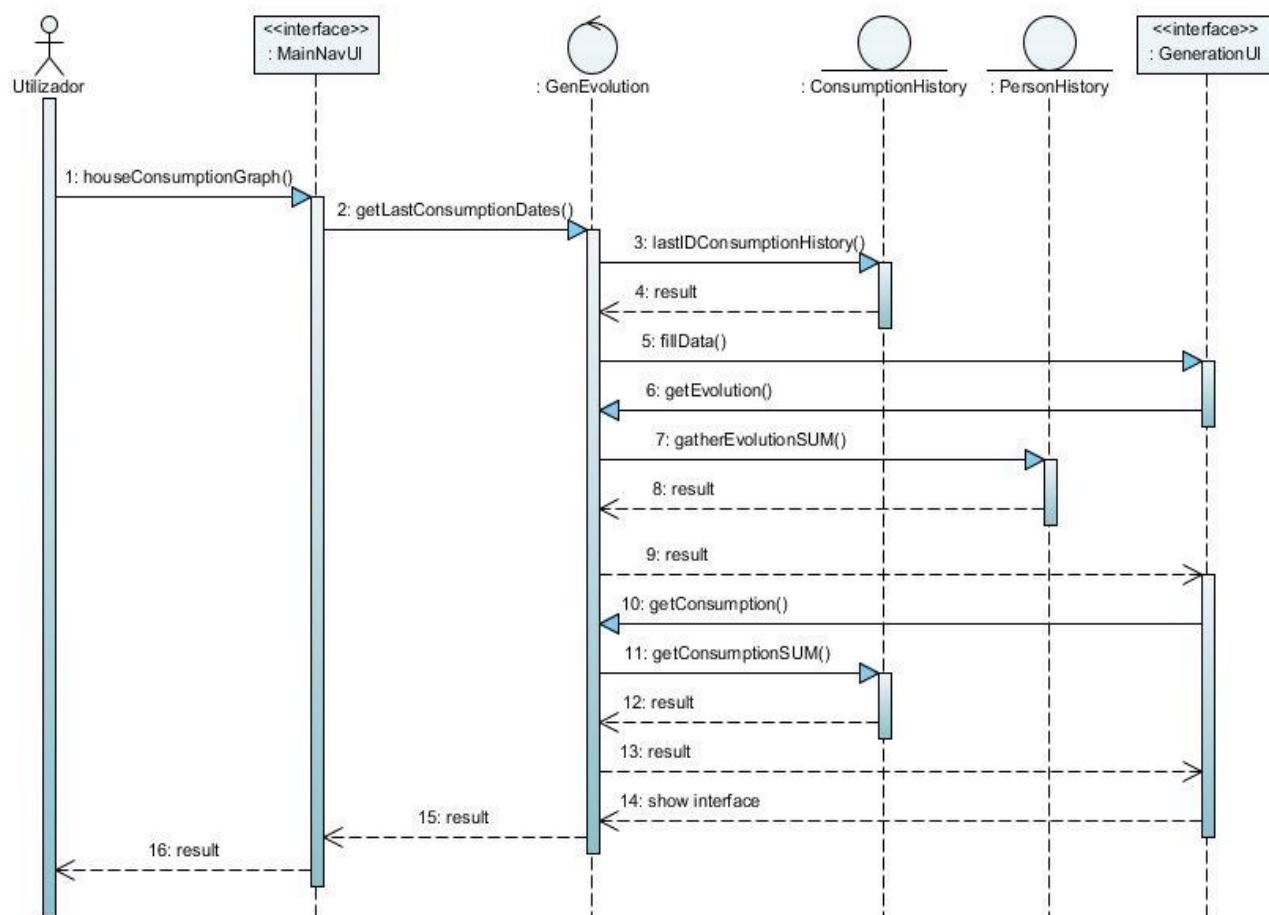 <<interface>>
: MainNavUI
<<interface>>
: GenerationUI
Utilizador
: GenEvolution
: ConsumptionHistory
: PersonHistory
1: houseConsumptionGraph()
2: getLastConsumptionDates()
3: lastIDConsumptionHistory()
4: result
5: fillData()
6: getEvolution()
7: gatherEvolutionSUM()
8: result
9: result
10: getConsumption()
11: getConsumptionSUM()
12: result
13: result
14: show interface
15: result
16: result